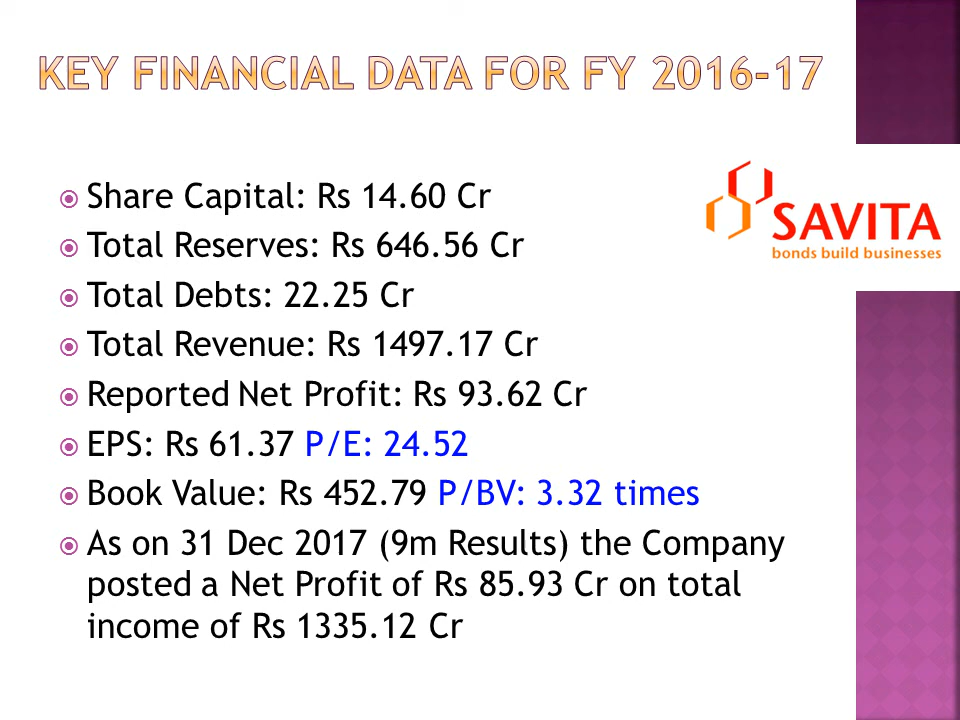 KEY FINANCIAL DATA FOR FY 2016-17
Share Capital: Rs 14.60 Cr
Total Reserves: Rs 646.56 Cr
Total Debts: 22.25 Cr
Total Revenue: Rs 1497.17 Cr
Reported Net Profit: Rs 93.62 Cr
EPS: Rs 61.37 P/E: 24.52
Book Value: Rs 452.79 P/BV: 3.32 times
As on 31 Dec 2017 (9m Results) the Company
posted a Net Profit of Rs 85.93 Cr on total
income of Rs 1335.12 Cr
SAVITA
bonds build businesses